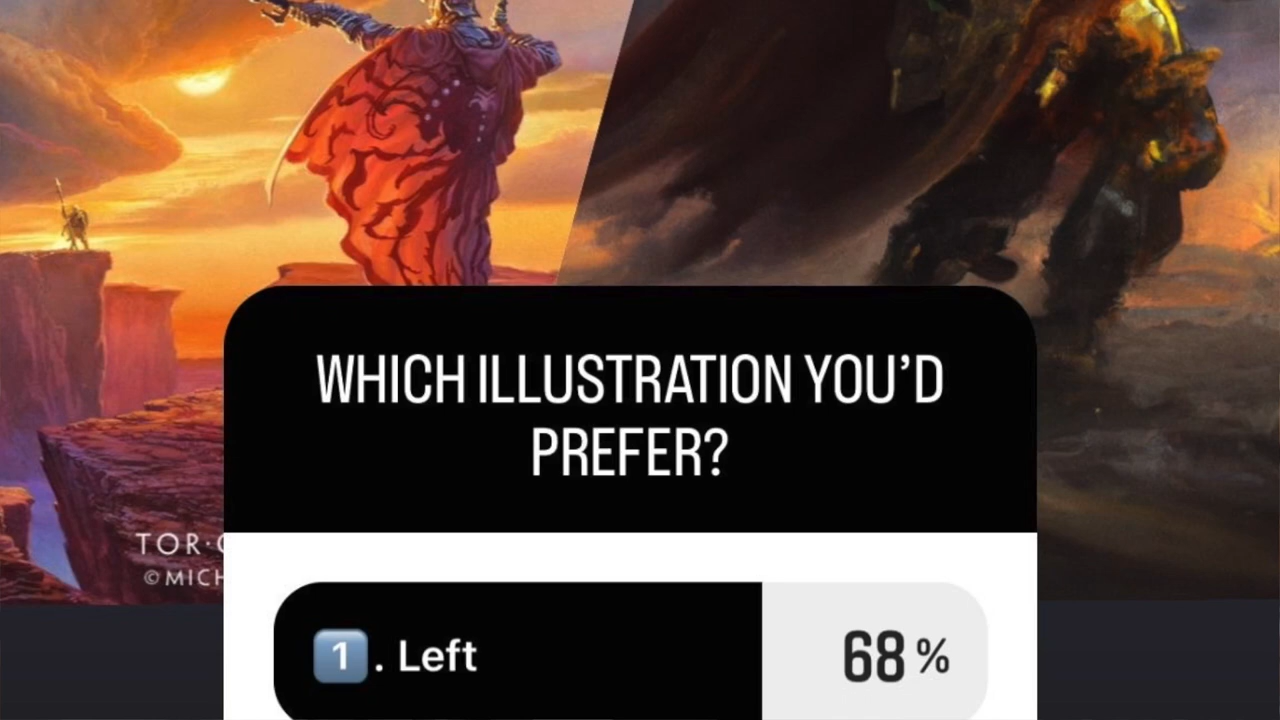 WHICH ILLUSTRATION YOU’D
PREFER?
TOR
©MICH
1. Left
68%